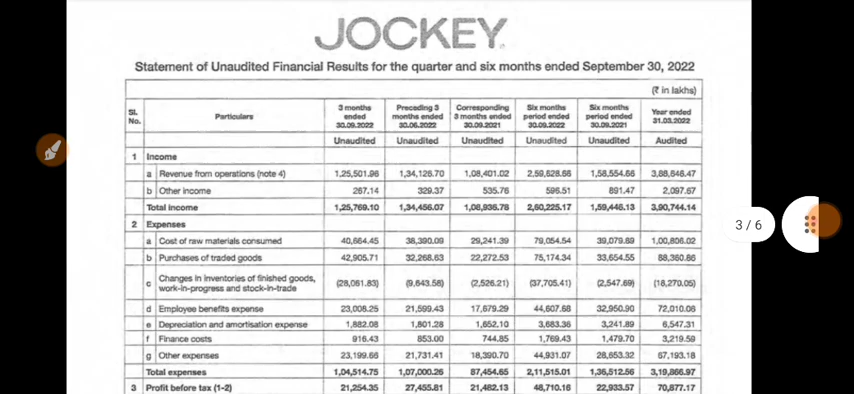 JOCKEY
Statement of Unaudited Financial Results for the quarter and six months ended September 30, 2022
(₹ in lakhs)
Sl. No. Particulars 3 months ended 30.09.2022 Preceding 3 months ended 30.06.2022 Corresponding 3 months ended 30.09.2021 Six months period ended 30.09.2022 Six months period ended 30.09.2021 Year ended 31.03.2022
Unaudited Unaudited Unaudited Unaudited Unaudited Audited
1 Income
a Revenue from operations (note 4) 1,25,501.96 1,34,126.70 1,08,401.02 2,59,628.66 1,58,554.66 3,88,646.47
b Other income 267.14 329.37 535.76 596.51 891.47 2,097.67
Total income 1,25,769.10 1,34,456.07 1,08,936.78 2,60,225.17 1,59,446.13 3,90,744.14
2 Expenses
a Cost of raw materials consumed 40,664.45 38,390.09 29,241.39 79,054.54 39,079.69 1,00,806.02
b Purchases of traded goods 42,905.71 32,268.63 22,272.53 75,174.34 33,654.55 88,360.86
c Changes in inventories of finished goods, work-in-progress and stock-in-trade (28,061.83) (9,643.58) (2,526.21) (37,705.41) (2,547.69) (18,270.05)
d Employee benefits expense 23,008.25 21,599.43 17,679.29 44,607.68 32,950.90 72,010.06
e Depreciation and amortisation expense 1,882.08 1,801.28 1,652.10 3,683.36 3,241.89 6,547.31
f Finance costs 916.43 853.00 744.85 1,769.43 1,479.70 3,219.59
g Other expenses 23,199.66 21,731.41 18,390.70 44,931.07 28,653.32 67,193.18
Total expenses 1,04,514.75 1,07,000.26 87,454.65 2,11,515.01 1,36,512.56 3,19,866.97
3 Profit before tax (1-2) 21,254.35 27,455.81 21,482.13 48,710.16 22,933.57 70,877.17
3 / 6